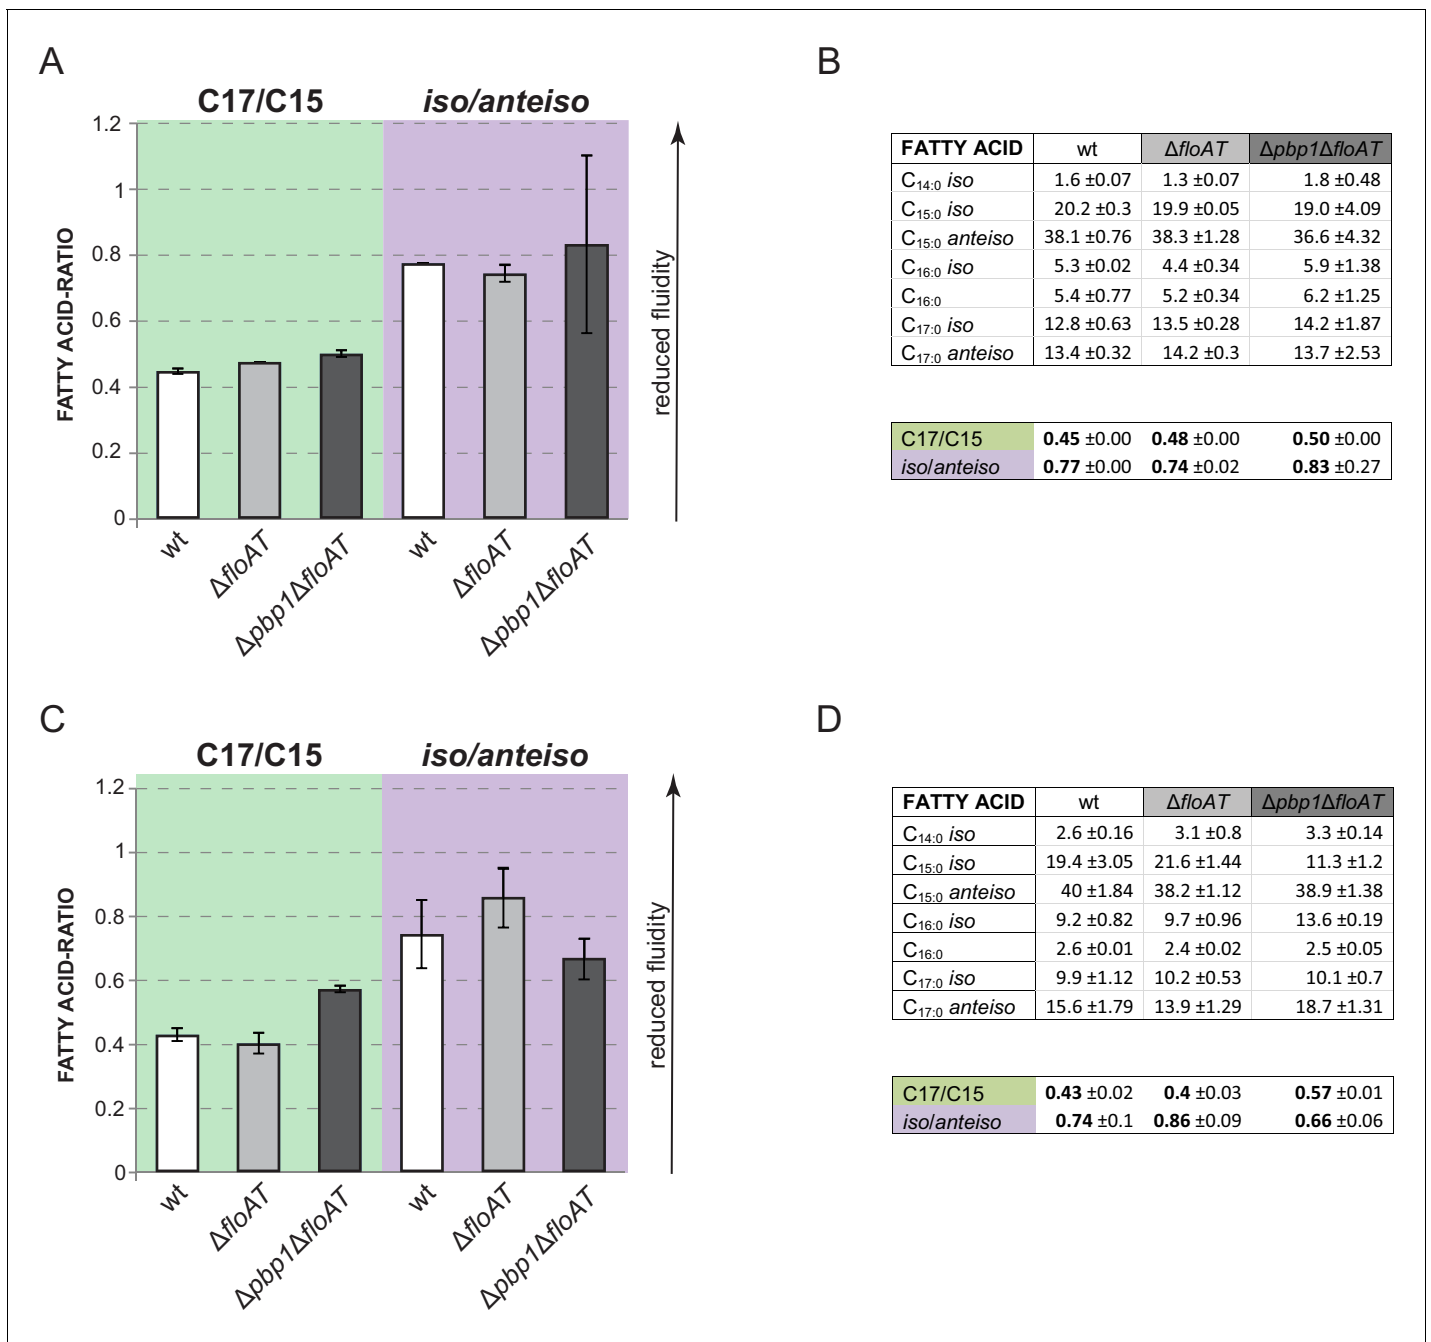 A
C17/C15 iso/anteiso
FATTY ACID-RATIO
1.2
1
0.8
0.6
0.4
0.2
0
wt ΔfloAT Δpbp1ΔfloAT wt ΔfloAT Δpbp1ΔfloAT
reduced fluidity
B
FATTY ACID wt ΔfloAT Δpbp1ΔfloAT
C14:0 iso 1.6 ±0.07 1.3 ±0.07 1.8 ±0.48
C15:0 iso 20.2 ±0.3 19.9 ±0.05 19.0 ±4.09
C15:0 anteiso 38.1 ±0.76 38.3 ±1.28 36.6 ±4.32
C16:0 iso 5.3 ±0.02 4.4 ±0.34 5.9 ±1.38
C16:0 5.4 ±0.77 5.2 ±0.34 6.2 ±1.25
C17:0 iso 12.8 ±0.63 13.5 ±0.28 14.2 ±1.87
C17:0 anteiso 13.4 ±0.32 14.2 ±0.3 13.7 ±2.53
C17/C15 0.45 ±0.00 0.48 ±0.00 0.50 ±0.00
iso/anteiso 0.77 ±0.00 0.74 ±0.02 0.83 ±0.27
C
C17/C15 iso/anteiso
FATTY ACID-RATIO
1.2
1
0.8
0.6
0.4
0.2
0
wt ΔfloAT Δpbp1ΔfloAT wt ΔfloAT Δpbp1ΔfloAT
reduced fluidity
D
FATTY ACID wt ΔfloAT Δpbp1ΔfloAT
C14:0 iso 2.6 ±0.16 3.1 ±0.8 3.3 ±0.14
C15:0 iso 19.4 ±3.05 21.6 ±1.44 11.3 ±1.2
C15:0 anteiso 40 ±1.84 38.2 ±1.12 38.9 ±1.38
C16:0 iso 9.2 ±0.82 9.7 ±0.96 13.6 ±0.19
C16:0 2.6 ±0.01 2.4 ±0.02 2.5 ±0.05
C17:0 iso 9.9 ±1.12 10.2 ±0.53 10.1 ±0.7
C17:0 anteiso 15.6 ±1.79 13.9 ±1.29 18.7 ±1.31
C17/C15 0.43 ±0.02 0.4 ±0.03 0.57 ±0.01
iso/anteiso 0.74 ±0.1 0.86 ±0.09 0.66 ±0.06